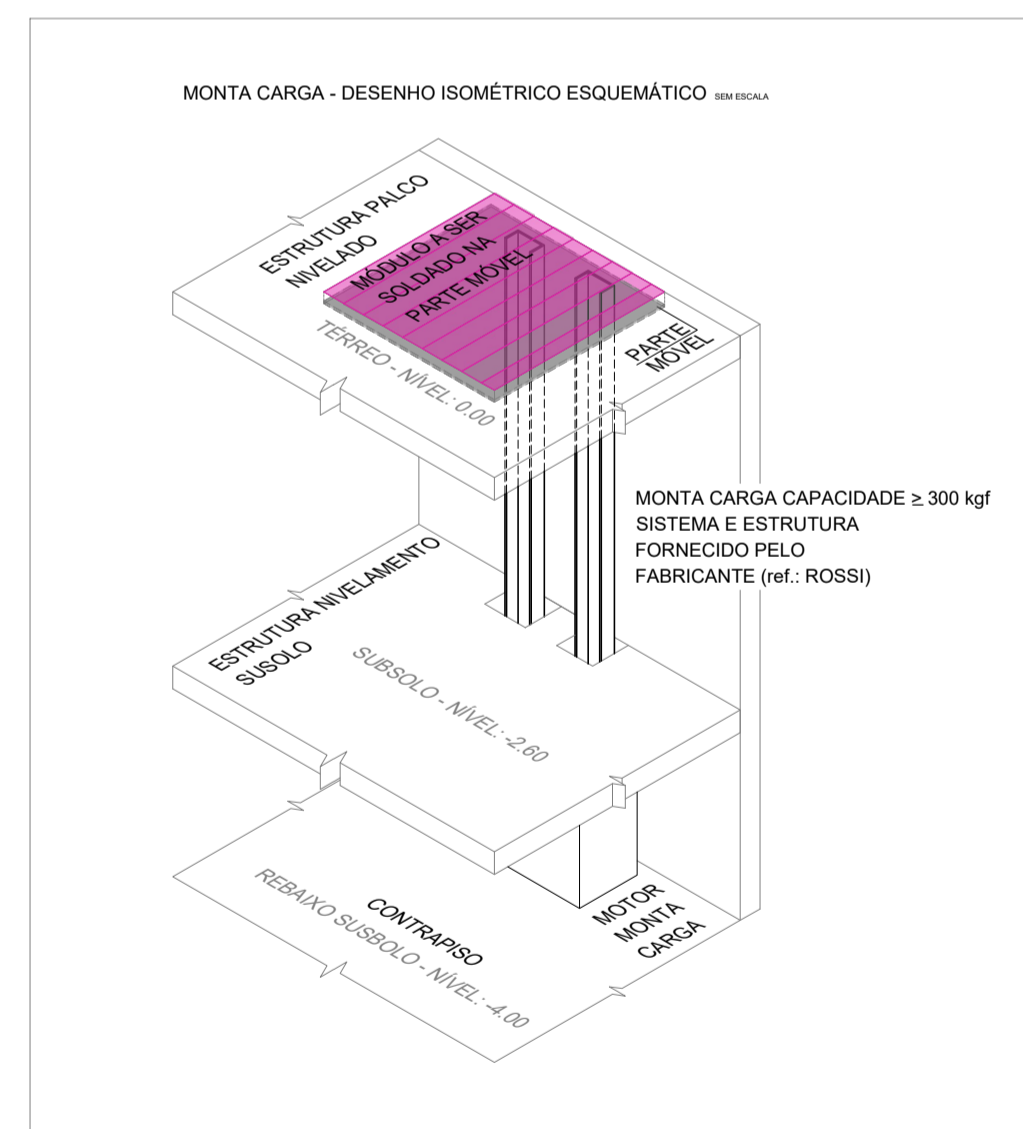 MONTA CARGA - DESENHO ISOMÉTRICO ESQUEMÁTICO SEM ESCALA
ESTRUTURA PALCO
NIVELADO
MÓDULO A SER
SOLDADO NA
PARTE MÓVEL
PARTE
MÓVEL
TÉRREO - NÍVEL: 0.00
MONTA CARGA CAPACIDADE ≥ 300 kgf
SISTEMA E ESTRUTURA
FORNECIDO PELO
FABRICANTE (ref.: ROSSI)
ESTRUTURA NIVELAMENTO
SUSOLO
SUBSOLO - NÍVEL: -2.60
CONTRAPISO
REBAIXO SUSBOLO - NÍVEL: -4.00
MOTOR
MONTA
CARGA